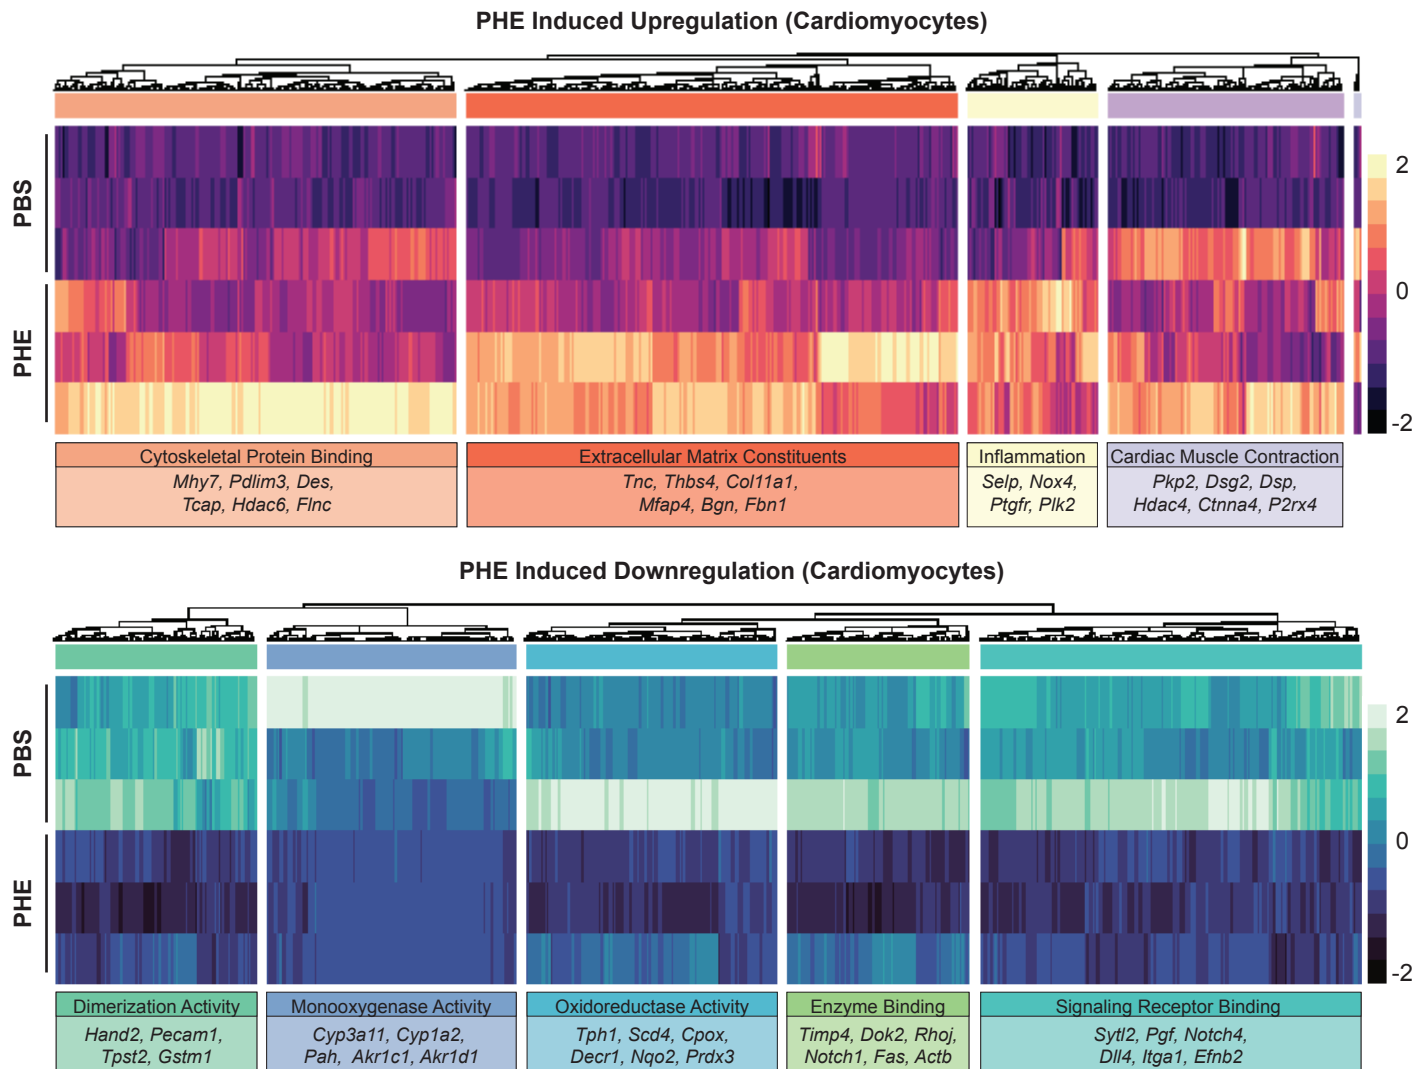 PHE Induced Upregulation (Cardiomyocytes)
PBS
PHE
2
0
-2
Cytoskeletal Protein Binding
Mhy7, Pdlim3, Des,
Tcap, Hdac6, Flnc
Extracellular Matrix Constituents
Tnc, Thbs4, Col11a1,
Mfap4, Bgn, Fbn1
Inflammation
Selp, Nox4,
Ptgfr, Plk2
Cardiac Muscle Contraction
Pkp2, Dsg2, Dsp,
Hdac4, Ctnna4, P2rx4
PHE Induced Downregulation (Cardiomyocytes)
PBS
PHE
2
0
-2
Dimerization Activity
Hand2, Pecam1,
Tpst2, Gstm1
Monooxygenase Activity
Cyp3a11, Cyp1a2,
Pah, Akr1c1, Akr1d1
Oxidoreductase Activity
Tph1, Scd4, Cpox,
Decr1, Nqo2, Prdx3
Enzyme Binding
Timp4, Dok2, Rhoj,
Notch1, Fas, Actb
Signaling Receptor Binding
Sytl2, Pgf, Notch4,
Dll4, Itga1, Efnb2